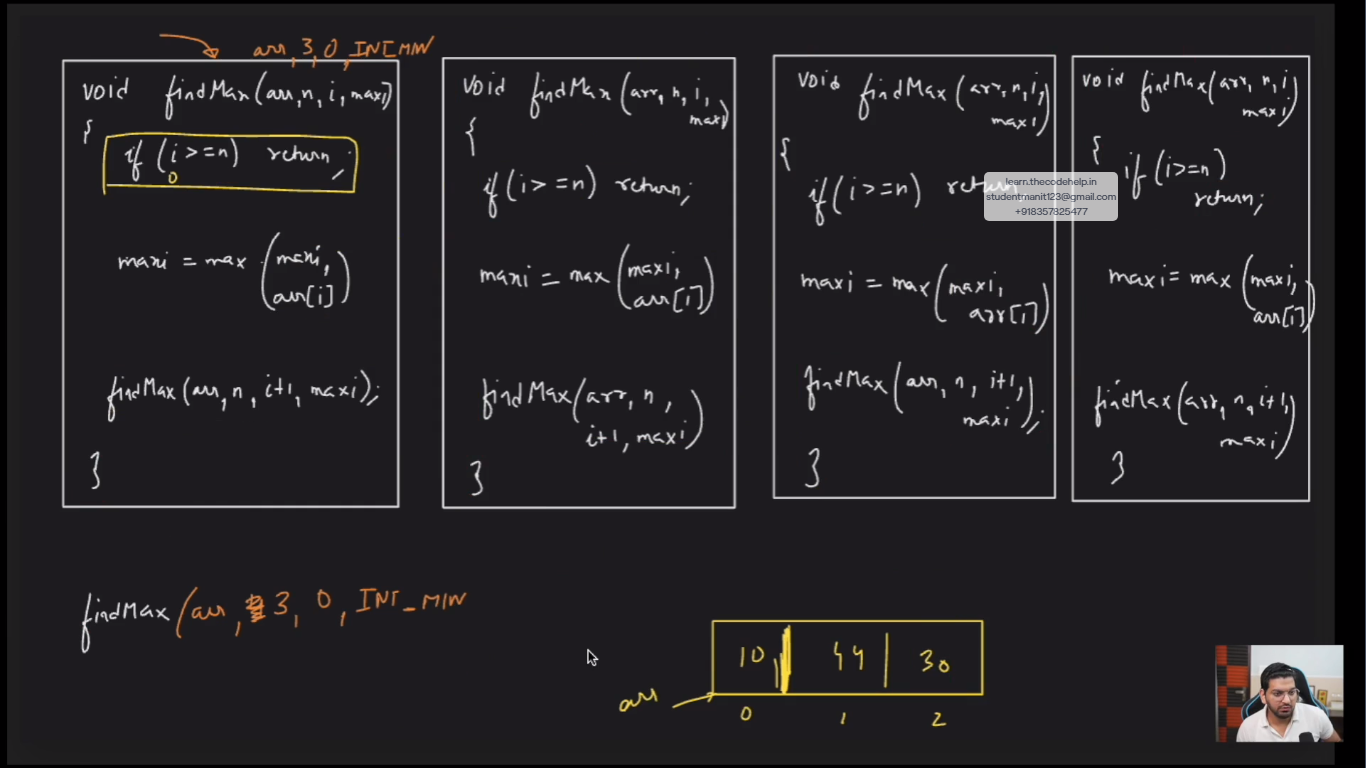 arr, 3, 0, INT_MIN
void findMax(arr, n, i, maxi)
{
if (i >= n) return;
0
maxi = max (maxi,
arr[i])
findMax(arr, n, i+1, maxi);
}
void findMax (arr, n, i,
maxi)
{
if (i >= n) return;
maxi = max (maxi,
arr[i])
findMax (arr, n,
i+1, maxi)
}
void findMax (arr, n, i,
maxi)
{
if (i >= n) return
maxi = max (maxi,
arr[i])
findMax (arr, n, i+1,
maxi);
}
void findMax (arr, n, i
maxi)
{
if (i >= n)
return;
maxi = max (maxi,
arr[i])
findMax (arr, n, i+1,
maxi)
}
learn.thecodehelp.in
studentmanit123@gmail.com
+918357825477
findMax (arr, 3, 0, INT_MIN
10 44 30
arr
0 1 2